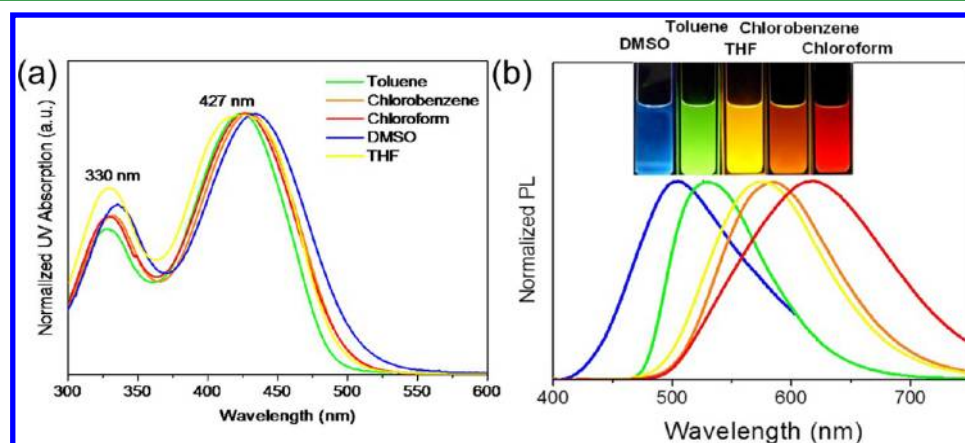 (a)
427 nm
330 nm
Toluene
Chlorobenzene
Chloroform
DMSO
THF
Normalized UV Absorption (a.u.)
300 350 400 450 500 550 600
Wavelength (nm)
(b)
Toluene Chlorobenzene
DMSO THF Chloroform
Normalized PL
400 500 600 700
Wavelength (nm)